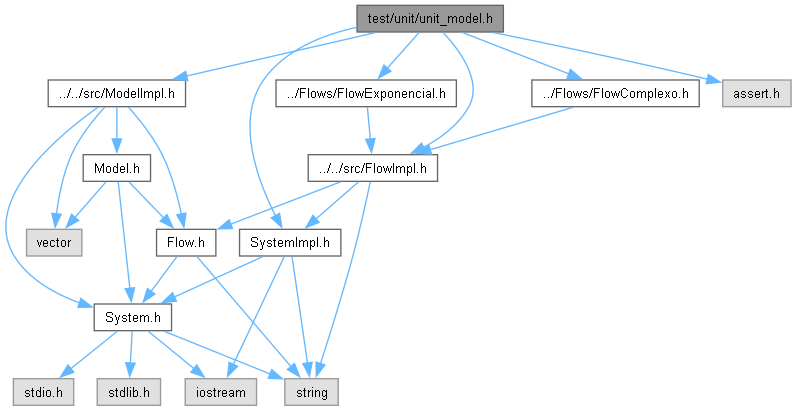 test/unit/unit_model.h
../../src/ModelImpl.h
../Flows/FlowExponencial.h
../Flows/FlowComplexo.h
assert.h
Model.h
../../src/FlowImpl.h
vector
Flow.h
SystemImpl.h
System.h
stdio.h
stdlib.h
iostream
string